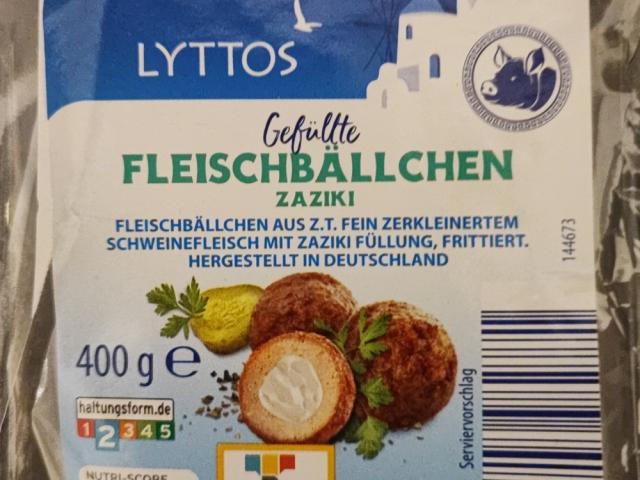 LYTTOS
Gefüllte
FLEISCHBÄLLCHEN
ZAZIKI
FLEISCHBÄLLCHEN AUS Z.T. FEIN ZERKLEINERTEM
SCHWEINEFLEISCH MIT ZAZIKI FÜLLUNG, FRITTIERT.
HERGESTELLT IN DEUTSCHLAND
144673
400 g e
haltungsform.de
1 2 3 4 5
Serviervorschlag
NUTRI-SCORE